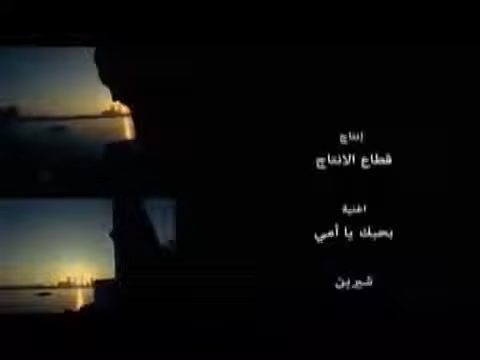 إنتاج
قطاع الانتاج
اغنية
بحبك يا أمي
شيرين